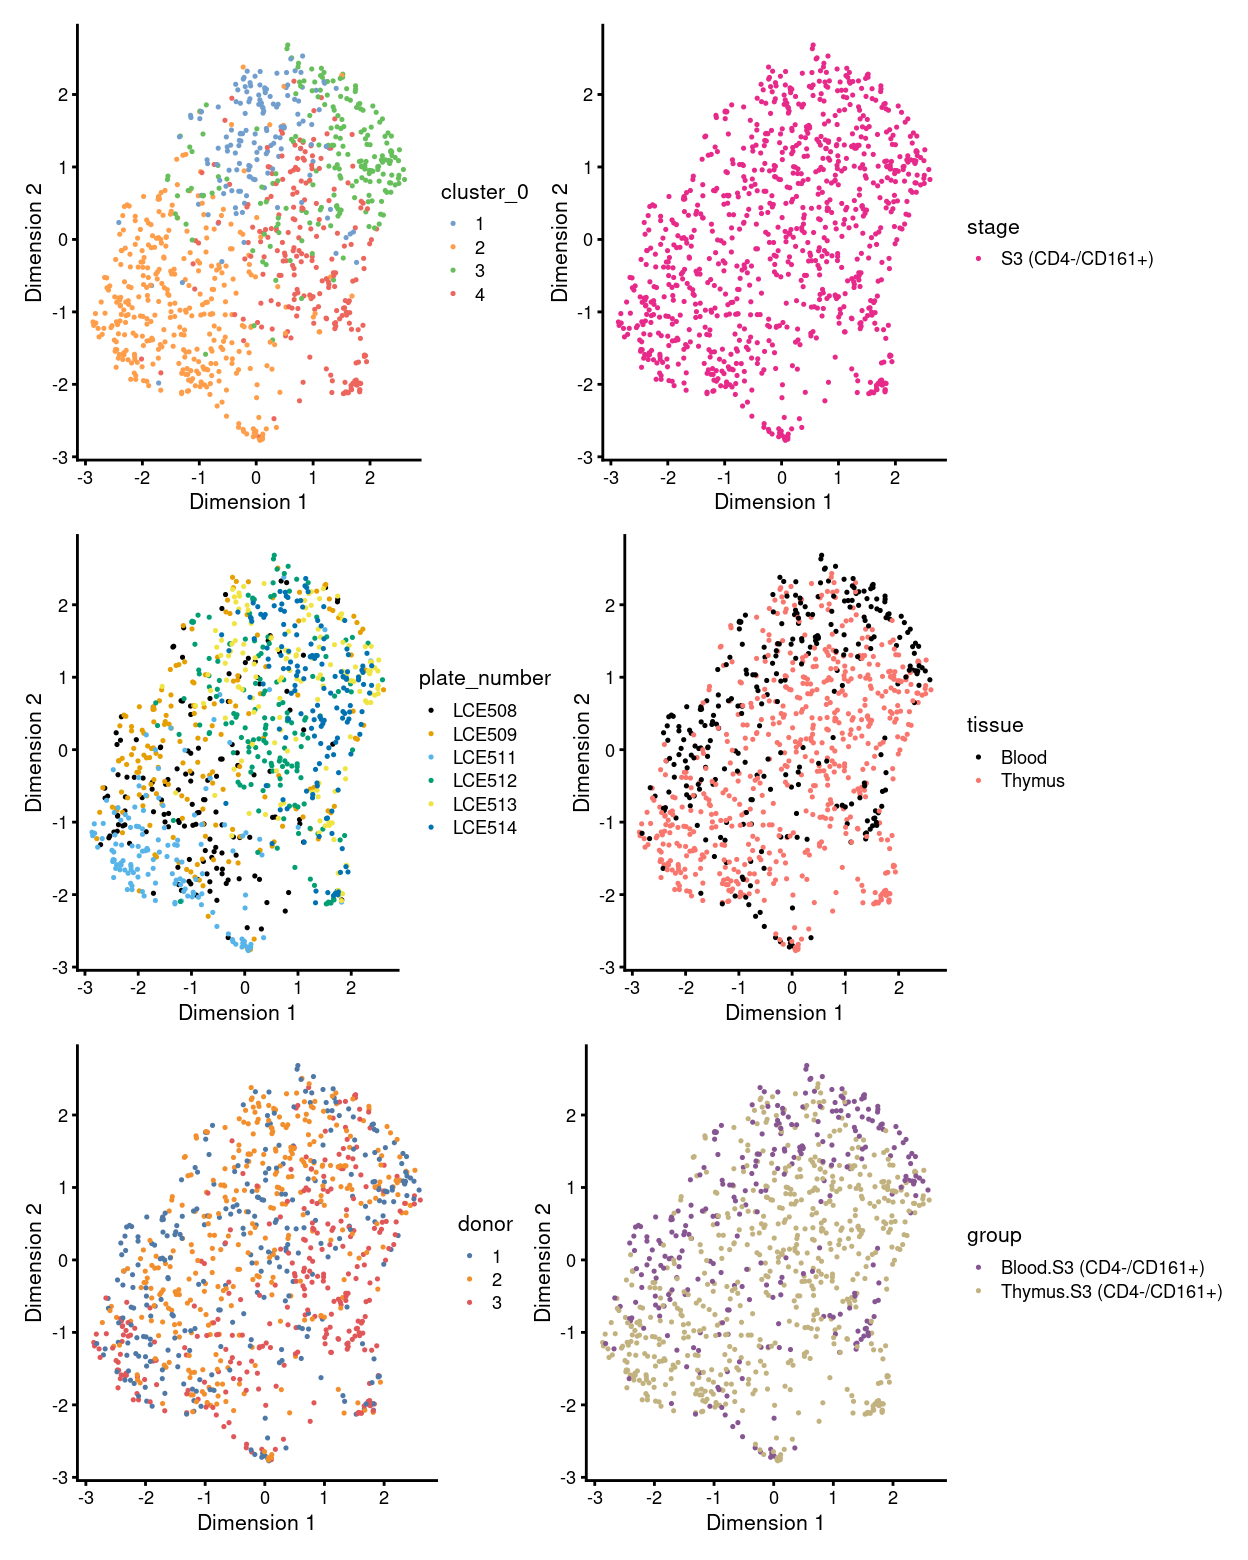 Dimension 2
2
1
0
-1
-2
-3
-3 -2 -1 0 1 2
Dimension 1
cluster_0
1
2
3
4
Dimension 2
2
1
0
-1
-2
-3
-3 -2 -1 0 1 2
Dimension 1
stage
S3 (CD4-/CD161+)
Dimension 2
2
1
0
-1
-2
-3
-3 -2 -1 0 1 2
Dimension 1
plate_number
LCE508
LCE509
LCE511
LCE512
LCE513
LCE514
Dimension 2
2
1
0
-1
-2
-3
-3 -2 -1 0 1 2
Dimension 1
tissue
Blood
Thymus
Dimension 2
2
1
0
-1
-2
-3
-3 -2 -1 0 1 2
Dimension 1
donor
1
2
3
Dimension 2
2
1
0
-1
-2
-3
-3 -2 -1 0 1 2
Dimension 1
group
Blood.S3 (CD4-/CD161+)
Thymus.S3 (CD4-/CD161+)